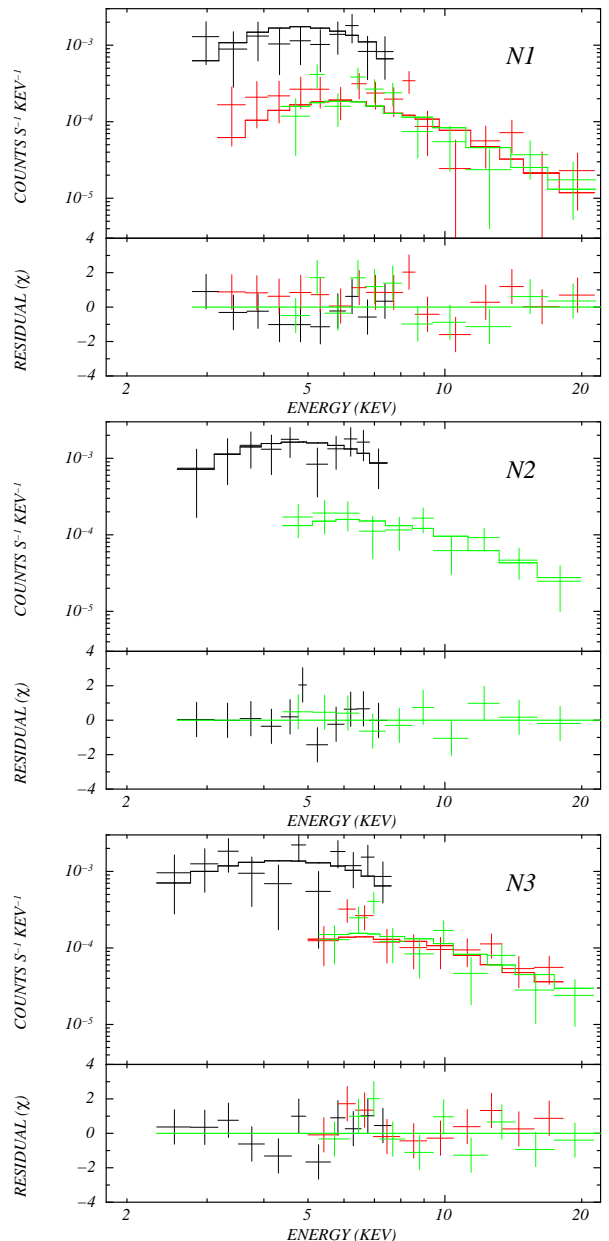 N1
10⁻³
10⁻⁴
10⁻⁵
4
COUNTS S⁻¹ KEV⁻¹
2
0
−2
−4
RESIDUAL (χ)
2 5 10 20
ENERGY (KEV)
N2
10⁻³
10⁻⁴
10⁻⁵
4
COUNTS S⁻¹ KEV⁻¹
2
0
−2
−4
RESIDUAL (χ)
2 5 10 20
ENERGY (KEV)
N3
10⁻³
10⁻⁴
10⁻⁵
4
COUNTS S⁻¹ KEV⁻¹
2
0
−2
−4
RESIDUAL (χ)
2 5 10 20
ENERGY (KEV)